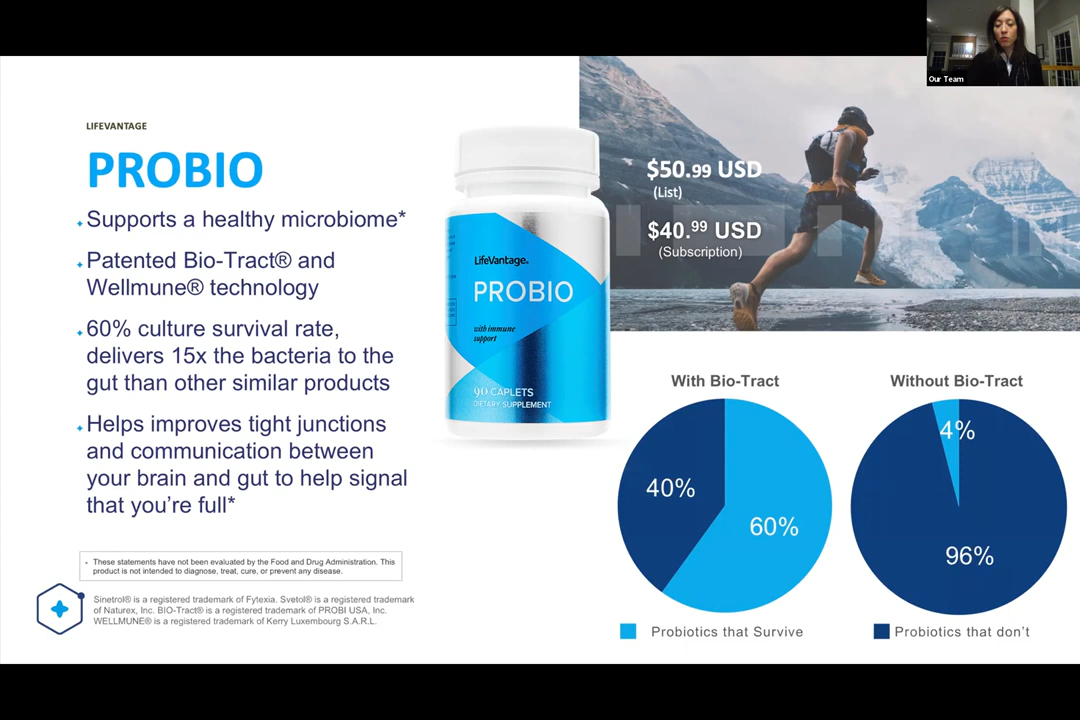 Our Team
LIFEVANTAGE
PROBIO
Supports a healthy microbiome*
Patented Bio-Tract® and
Wellmune® technology
60% culture survival rate,
delivers 15x the bacteria to the
gut than other similar products
Helps improves tight junctions
and communication between
your brain and gut to help signal
that you're full*
These statements have not been evaluated by the Food and Drug Administration. This
product is not intended to diagnose, treat, cure, or prevent any disease.
Sinetrol® is a registered trademark of Fytexia. Svetol® is a registered trademark
of Naturex, Inc. BIO-Tract® is a registered trademark of PROBI USA, Inc.
WELLMUNE® is a registered trademark of Kerry Luxembourg S.A.R.L.
LifeVantage®
PROBIO
with immune
support
90 CAPLETS
DIETARY SUPPLEMENT
$50.99 USD
(List)
$40.99 USD
(Subscription)
With Bio-Tract
40%
60%
Without Bio-Tract
4%
96%
Probiotics that Survive
Probiotics that don't